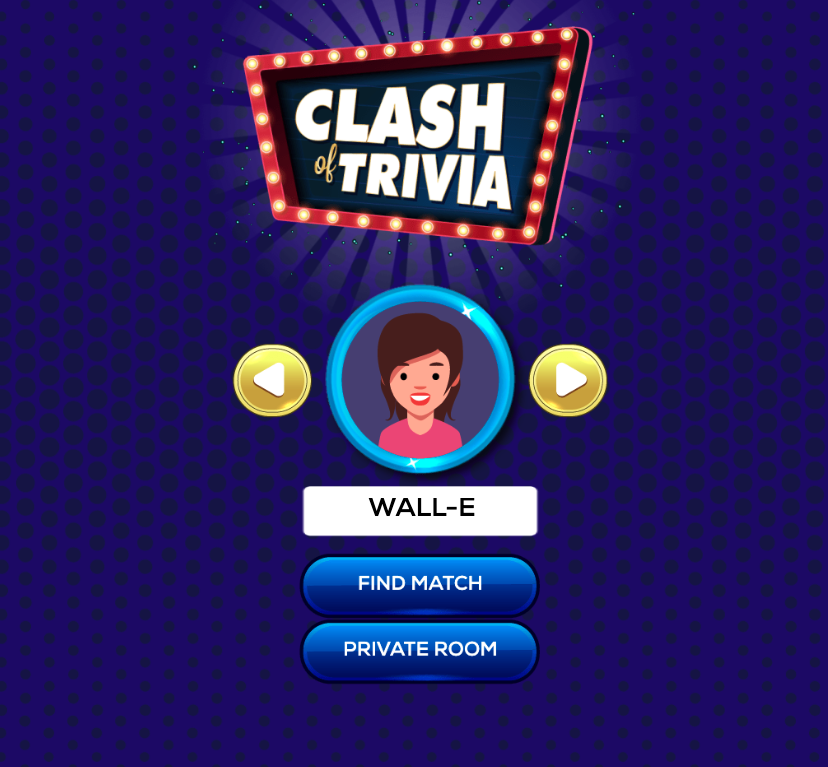 CLASH
of TRIVIA
WALL-E
FIND MATCH
PRIVATE ROOM